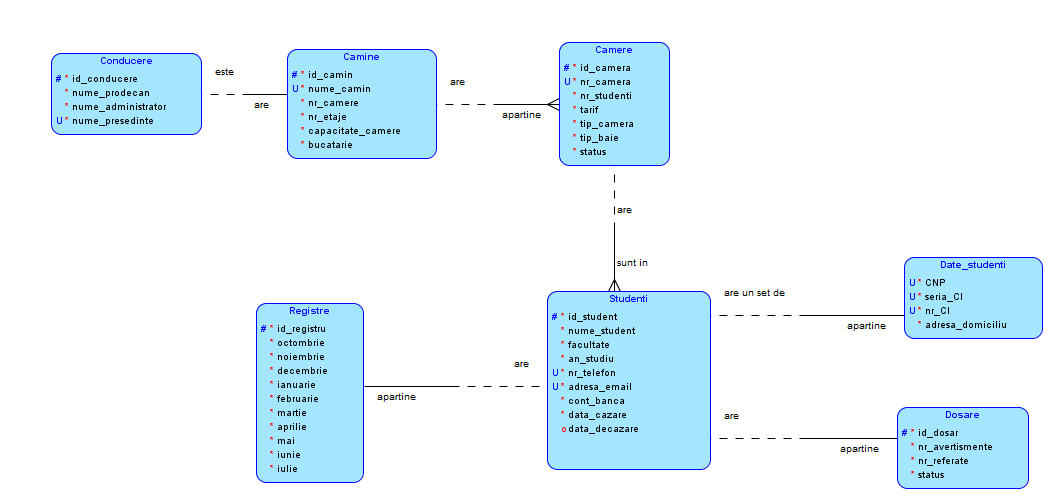 Conducere
# * id_conducere
* nume_prodecan
* nume_administrator
U * nume_presedinte
este
are
Camine
# * id_camin
U * nume_camin
* nr_camere
* nr_etaje
* capacitate_camere
* bucatarie
are
apartine
Camere
# * id_camera
U * nr_camera
* nr_studenti
* tarif
* tip_camera
* tip_baie
* status
are
sunt in
Registre
# * id_registru
* octombrie
* noiembrie
* decembrie
* ianuarie
* februarie
* martie
* aprilie
* mai
* iunie
* iulie
are
apartine
Studenti
# * id_student
* nume_student
* facultate
* an_studiu
U * nr_telefon
U * adresa_email
* cont_banca
* data_cazare
o data_decazare
are un set de
apartine
Date_studenti
U * CNP
U * seria_CI
U * nr_CI
* adresa_domiciliu
are
apartine
Dosare
# * id_dosar
* nr_avertismente
* nr_referate
* status